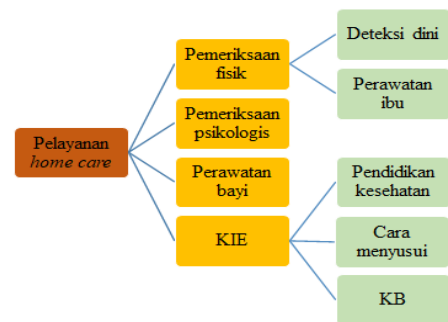 Pelayanan
home care
Pemeriksaan
fisik
Deteksi dini
Perawatan
ibu
Pemeriksaan
psikologis
Perawatan
bayi
KIE
Pendidikan
kesehatan
Cara
menyusui
KB